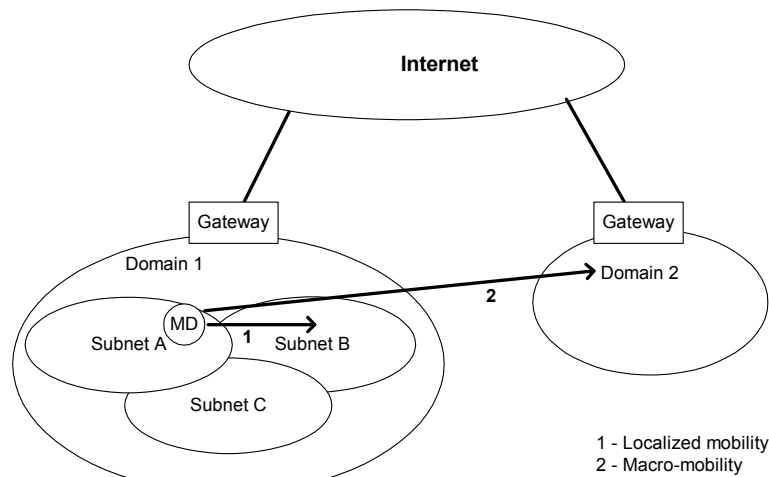 Internet
Gateway
Gateway
Domain 1
Domain 2
2
MD
1
Subnet A
Subnet B
Subnet C
1 - Localized mobility
2 - Macro-mobility